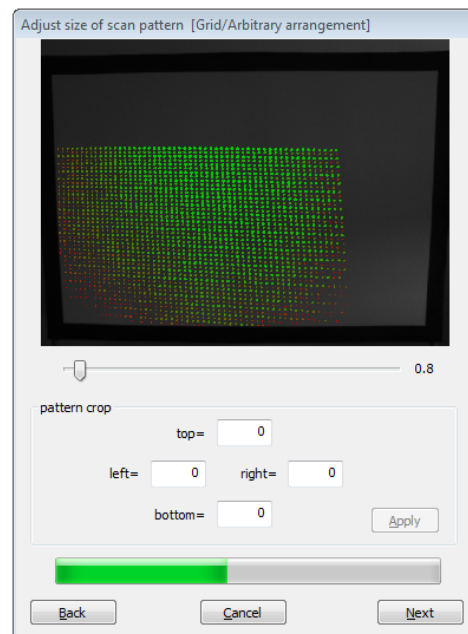 Adjust size of scan pattern [Grid/Arbitrary arrangement]
0.8
pattern crop
top= 0
left= 0 right= 0
bottom= 0
Apply
Back Cancel Next